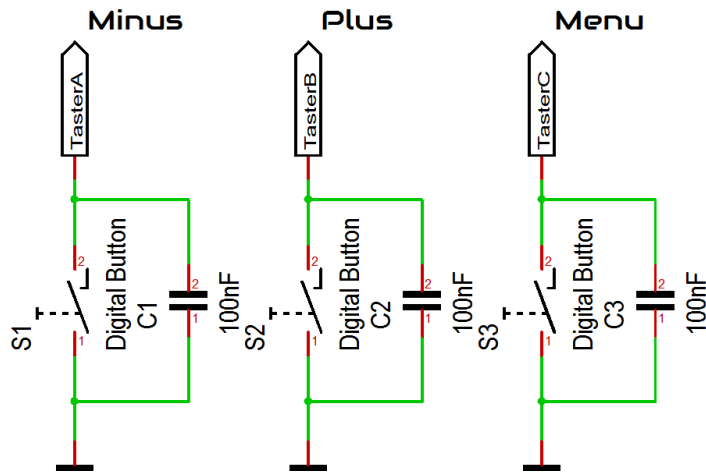 Minus
Plus
Menu
TasterA
TasterB
TasterC
2
1
S1
Digital Button
C1
2
1
100nF
2
1
S2
Digital Button
C2
2
1
100nF
2
1
S3
Digital Button
C3
2
1
100nF